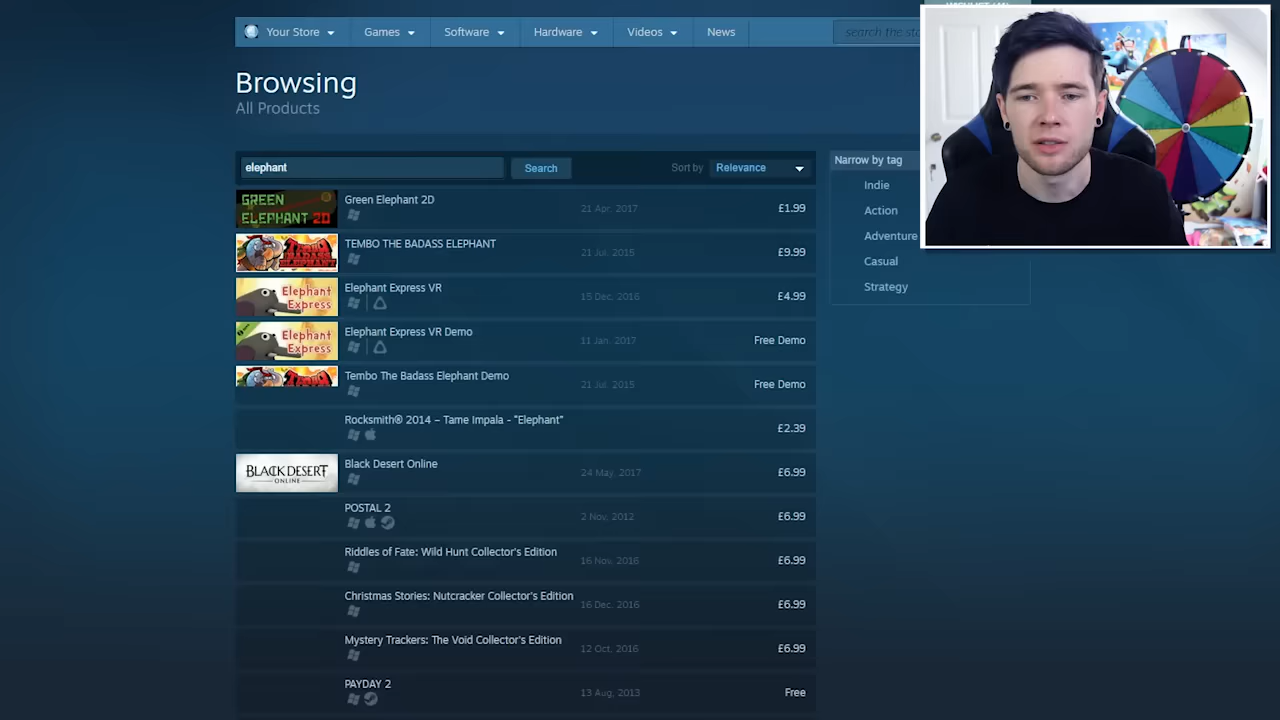 Your Store
Games
Software
Hardware
Videos
News
search the sto
Browsing
All Products
elephant
Search
Sort by
Relevance
Narrow by tag
Indie
Action
Adventure
Casual
Strategy
GREEN
ELEPHANT 2D
Green Elephant 2D
21 Apr, 2017
£1.99
TEMBO THE BADASS ELEPHANT
21 Jul, 2015
£9.99
Elephant
Express
Elephant Express VR
15 Dec, 2016
£4.99
Elephant
Express
Elephant Express VR Demo
11 Jan, 2017
Free Demo
Tembo The Badass Elephant Demo
21 Jul, 2015
Free Demo
Rocksmith® 2014 – Tame Impala - “Elephant”
£2.39
BLACK DESERT
ONLINE
Black Desert Online
24 May, 2017
£6.99
POSTAL 2
2 Nov, 2012
£6.99
Riddles of Fate: Wild Hunt Collector's Edition
16 Nov, 2016
£6.99
Christmas Stories: Nutcracker Collector's Edition
16 Dec, 2016
£6.99
Mystery Trackers: The Void Collector's Edition
12 Oct, 2016
£6.99
PAYDAY 2
13 Aug, 2013
Free